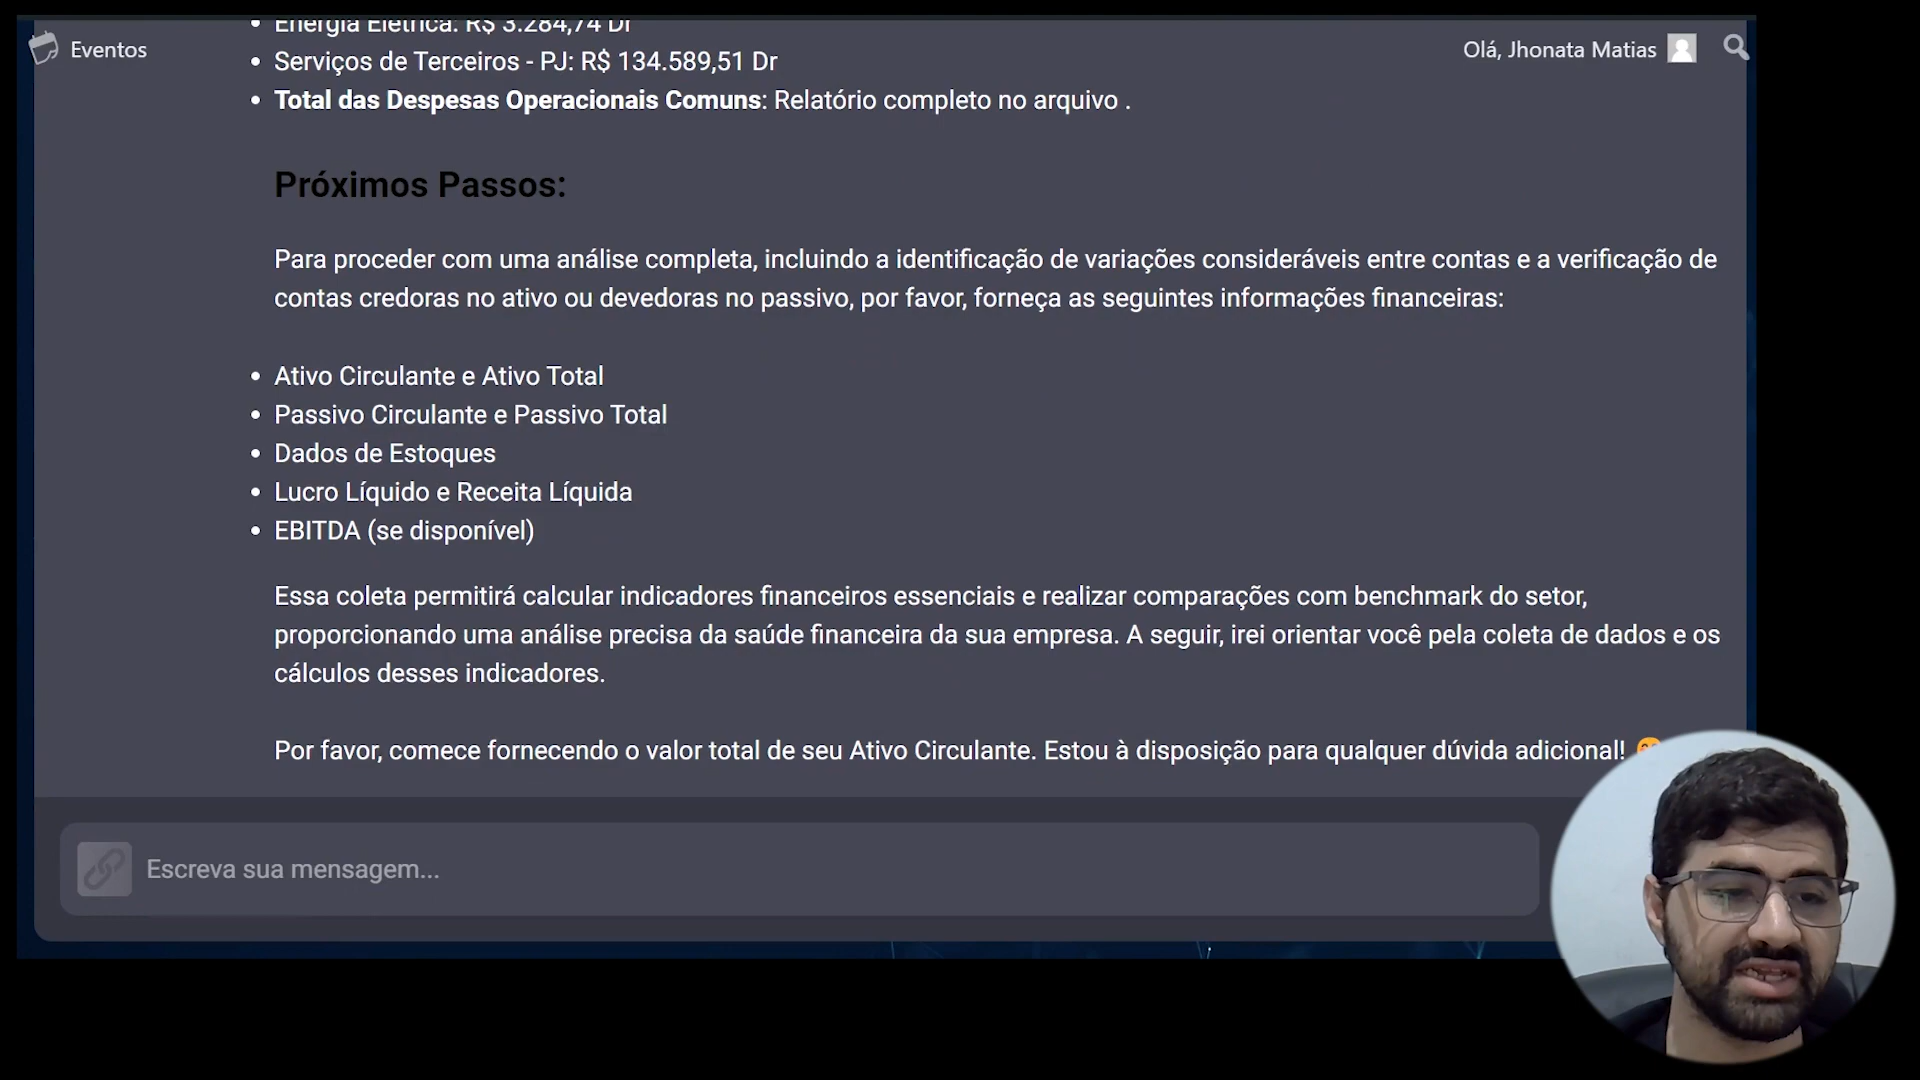 Energia Elétrica: R$ 3.284,74 Dr
Eventos
Olá, Jhonata Matias
Serviços de Terceiros - PJ: R$ 134.589,51 Dr
Total das Despesas Operacionais Comuns: Relatório completo no arquivo .
Próximos Passos:
Para proceder com uma análise completa, incluindo a identificação de variações consideráveis entre contas e a verificação de
contas credoras no ativo ou devedoras no passivo, por favor, forneça as seguintes informações financeiras:
Ativo Circulante e Ativo Total
Passivo Circulante e Passivo Total
Dados de Estoques
Lucro Líquido e Receita Líquida
EBITDA (se disponível)
Essa coleta permitirá calcular indicadores financeiros essenciais e realizar comparações com benchmark do setor,
proporcionando uma análise precisa da saúde financeira da sua empresa. A seguir, irei orientar você pela coleta de dados e os
cálculos desses indicadores.
Por favor, comece fornecendo o valor total de seu Ativo Circulante. Estou à disposição para qualquer dúvida adicional!
Escreva sua mensagem...